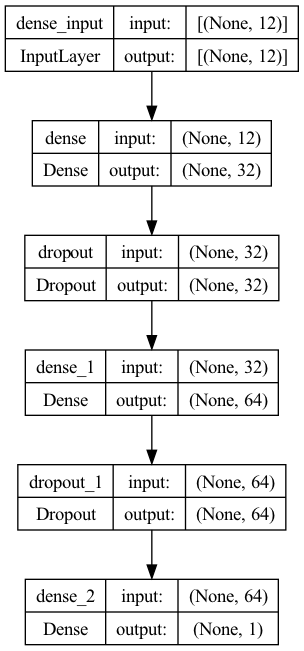 dense_input input: [(None, 12)]
InputLayer output: [(None, 12)]
dense input: (None, 12)
Dense output: (None, 32)
dropout input: (None, 32)
Dropout output: (None, 32)
dense_1 input: (None, 32)
Dense output: (None, 64)
dropout_1 input: (None, 64)
Dropout output: (None, 64)
dense_2 input: (None, 64)
Dense output: (None, 1)